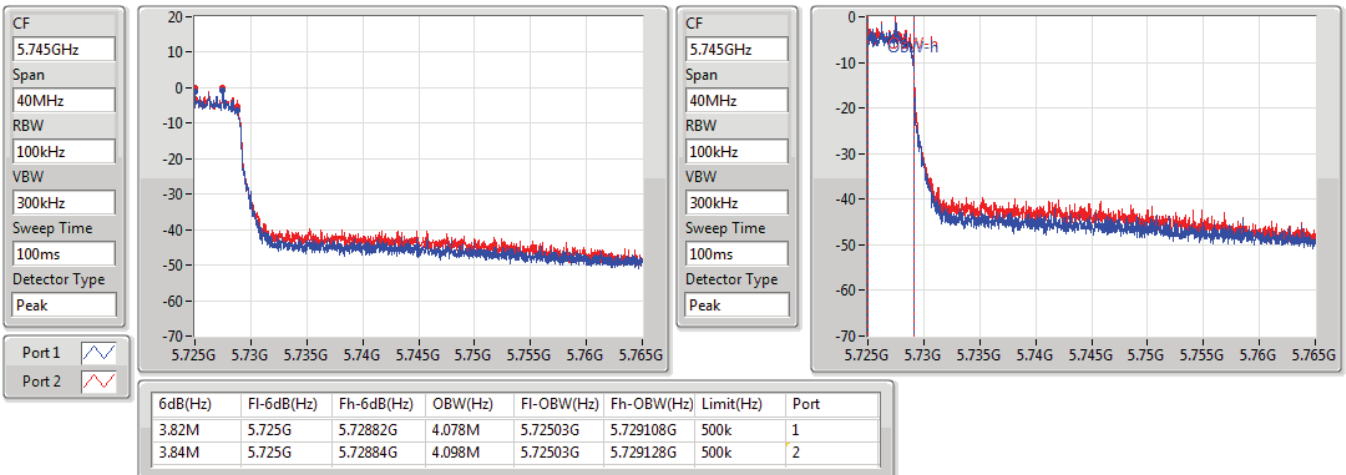 CF
5.745GHz
Span
40MHz
RBW
100kHz
VBW
300kHz
Sweep Time
100ms
Detector Type
Peak
20
10
0
-10
-20
-30
-40
-50
-60
-70
5.725G 5.73G 5.735G 5.74G 5.745G 5.75G 5.755G 5.76G 5.765G
CF
5.745GHz
Span
40MHz
RBW
100kHz
VBW
300kHz
Sweep Time
100ms
Detector Type
Peak
0
-10
-20
-30
-40
-50
-60
-70
OBW-h
5.725G 5.73G 5.735G 5.74G 5.745G 5.75G 5.755G 5.76G 5.765G
Port 1
Port 2
6dB(Hz) Fl-6dB(Hz) Fh-6dB(Hz) OBW(Hz) Fl-OBW(Hz) Fh-OBW(Hz) Limit(Hz) Port
3.82M 5.725G 5.72882G 4.078M 5.72503G 5.729108G 500k 1
3.84M 5.725G 5.72884G 4.098M 5.72503G 5.729128G 500k 2